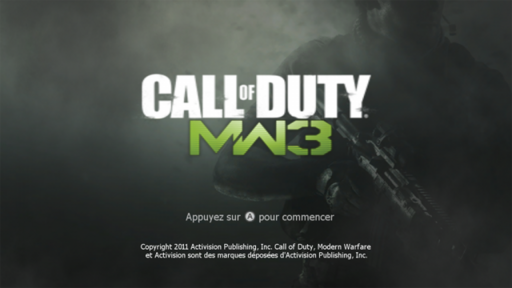 CALL OF DUTY®
MW3
Appuyez sur A pour commencer
Copyright 2011 Activision Publishing, Inc. Call of Duty, Modern Warfare
et Activision sont des marques déposées d'Activision Publishing, Inc.